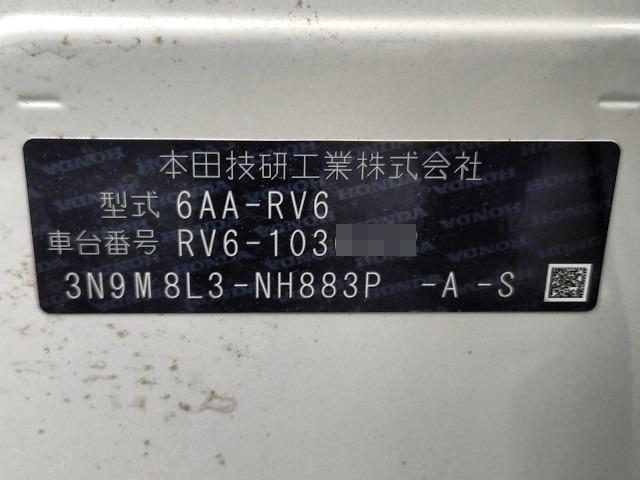 本田技研工業株式会社
型式 6AA-RV6
車台番号 RV6-103
3N9M8L3-NH883P -A-S